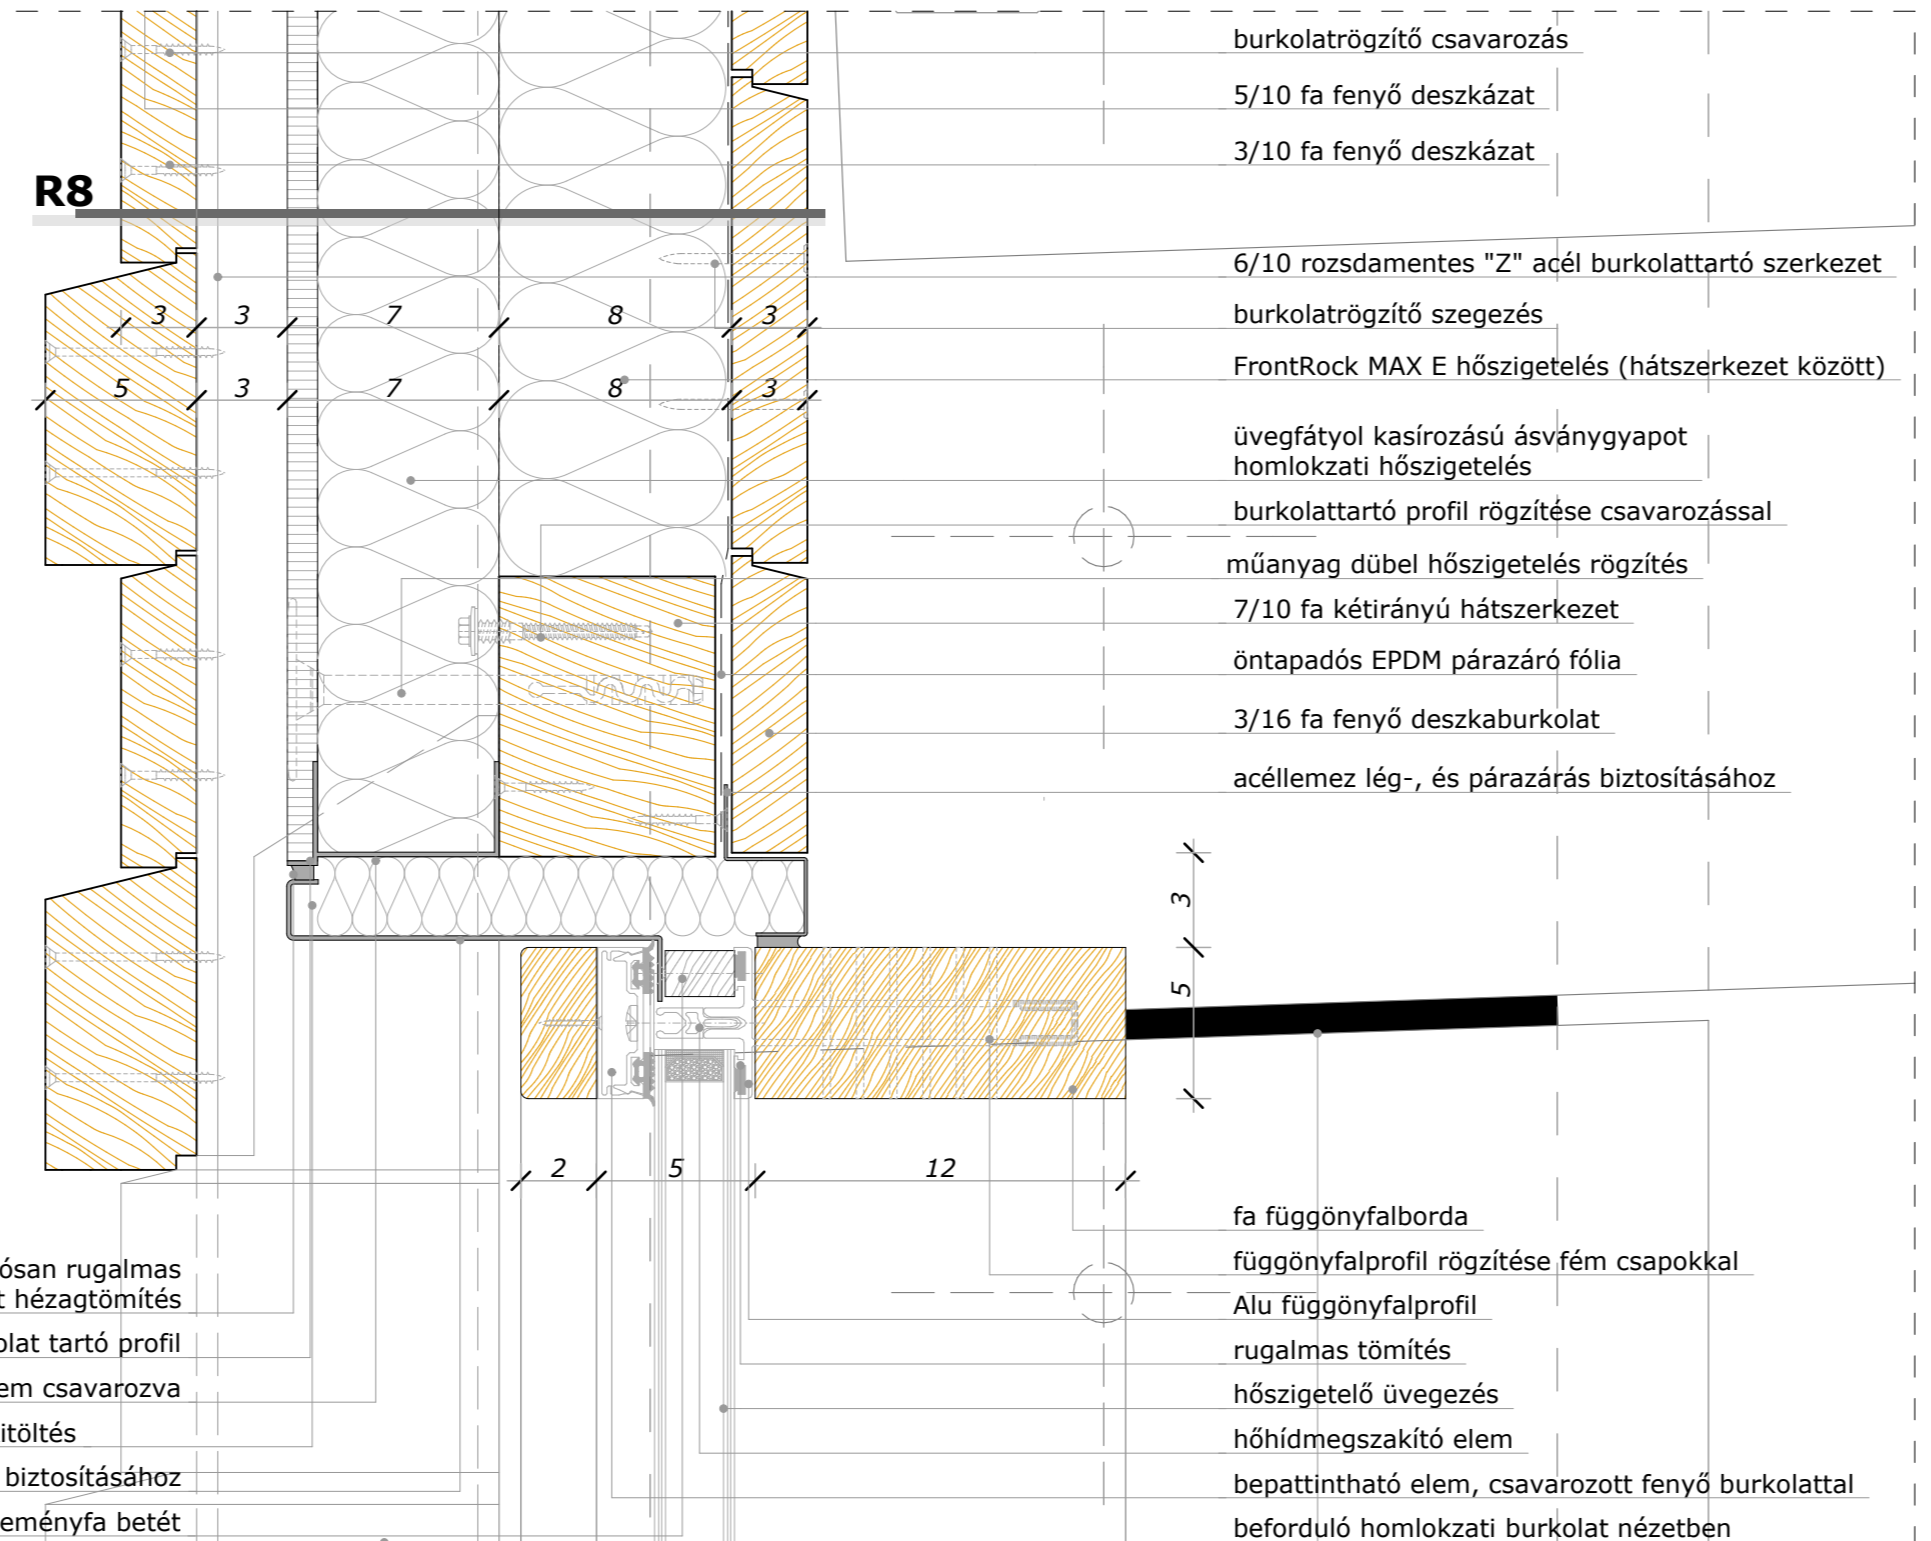 burkolatrögzítő csavarozás
5/10 fa fenyő deszkázat
3/10 fa fenyő deszkázat
R8
6/10 rozsdamentes "Z" acél burkolattartó szerkezet
burkolatrögzítő szegezés
3 3 7 8 3
FrontRock MAX E hőszigetelés (hátszerkezet között)
5 3 7 8 3
üvegfátyol kasírozású ásványgyapot
homlokzati hőszigetelés
burkolattartó profil rögzítése csavarozással
műanyag dübel hőszigetelés rögzítés
7/10 fa kétirányú hátszerkezet
öntapadós EPDM párazáró fólia
3/16 fa fenyő deszkaburkolat
acéllemez lég-, és párazárás biztosításához
3
5
2 5 12
fa függönyfalborda
függönyfalprofil rögzítése fém csapokkal
Alu függönyfalprofil
rugalmas tömítés
hőszigetelő üvegezés
hőhídmegszakító elem
bepattintható elem, csavarozott fenyő burkolattal
beforduló homlokzati burkolat nézetben
ósan rugalmas
t hézagtömítés
olat tartó profil
em csavarozva
itöltés
biztosításához
eményfa betét